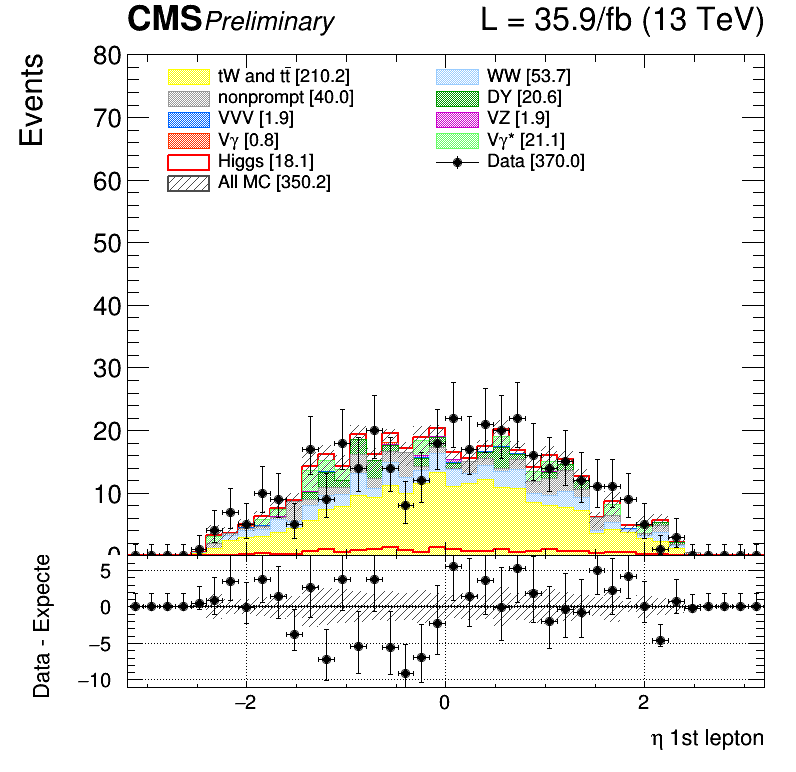 CMS Preliminary L = 35.9/fb (13 TeV)
Events
80
70
60
50
40
30
20
10
0
tW and tt̄ [210.2]
nonprompt [40.0]
VVV [1.9]
Vγ [0.8]
Higgs [18.1]
All MC [350.2]
WW [53.7]
DY [20.6]
VZ [1.9]
Vγ* [21.1]
Data [370.0]
Data - Expecte
5
0
−5
−10
−2 0 2
η 1st lepton